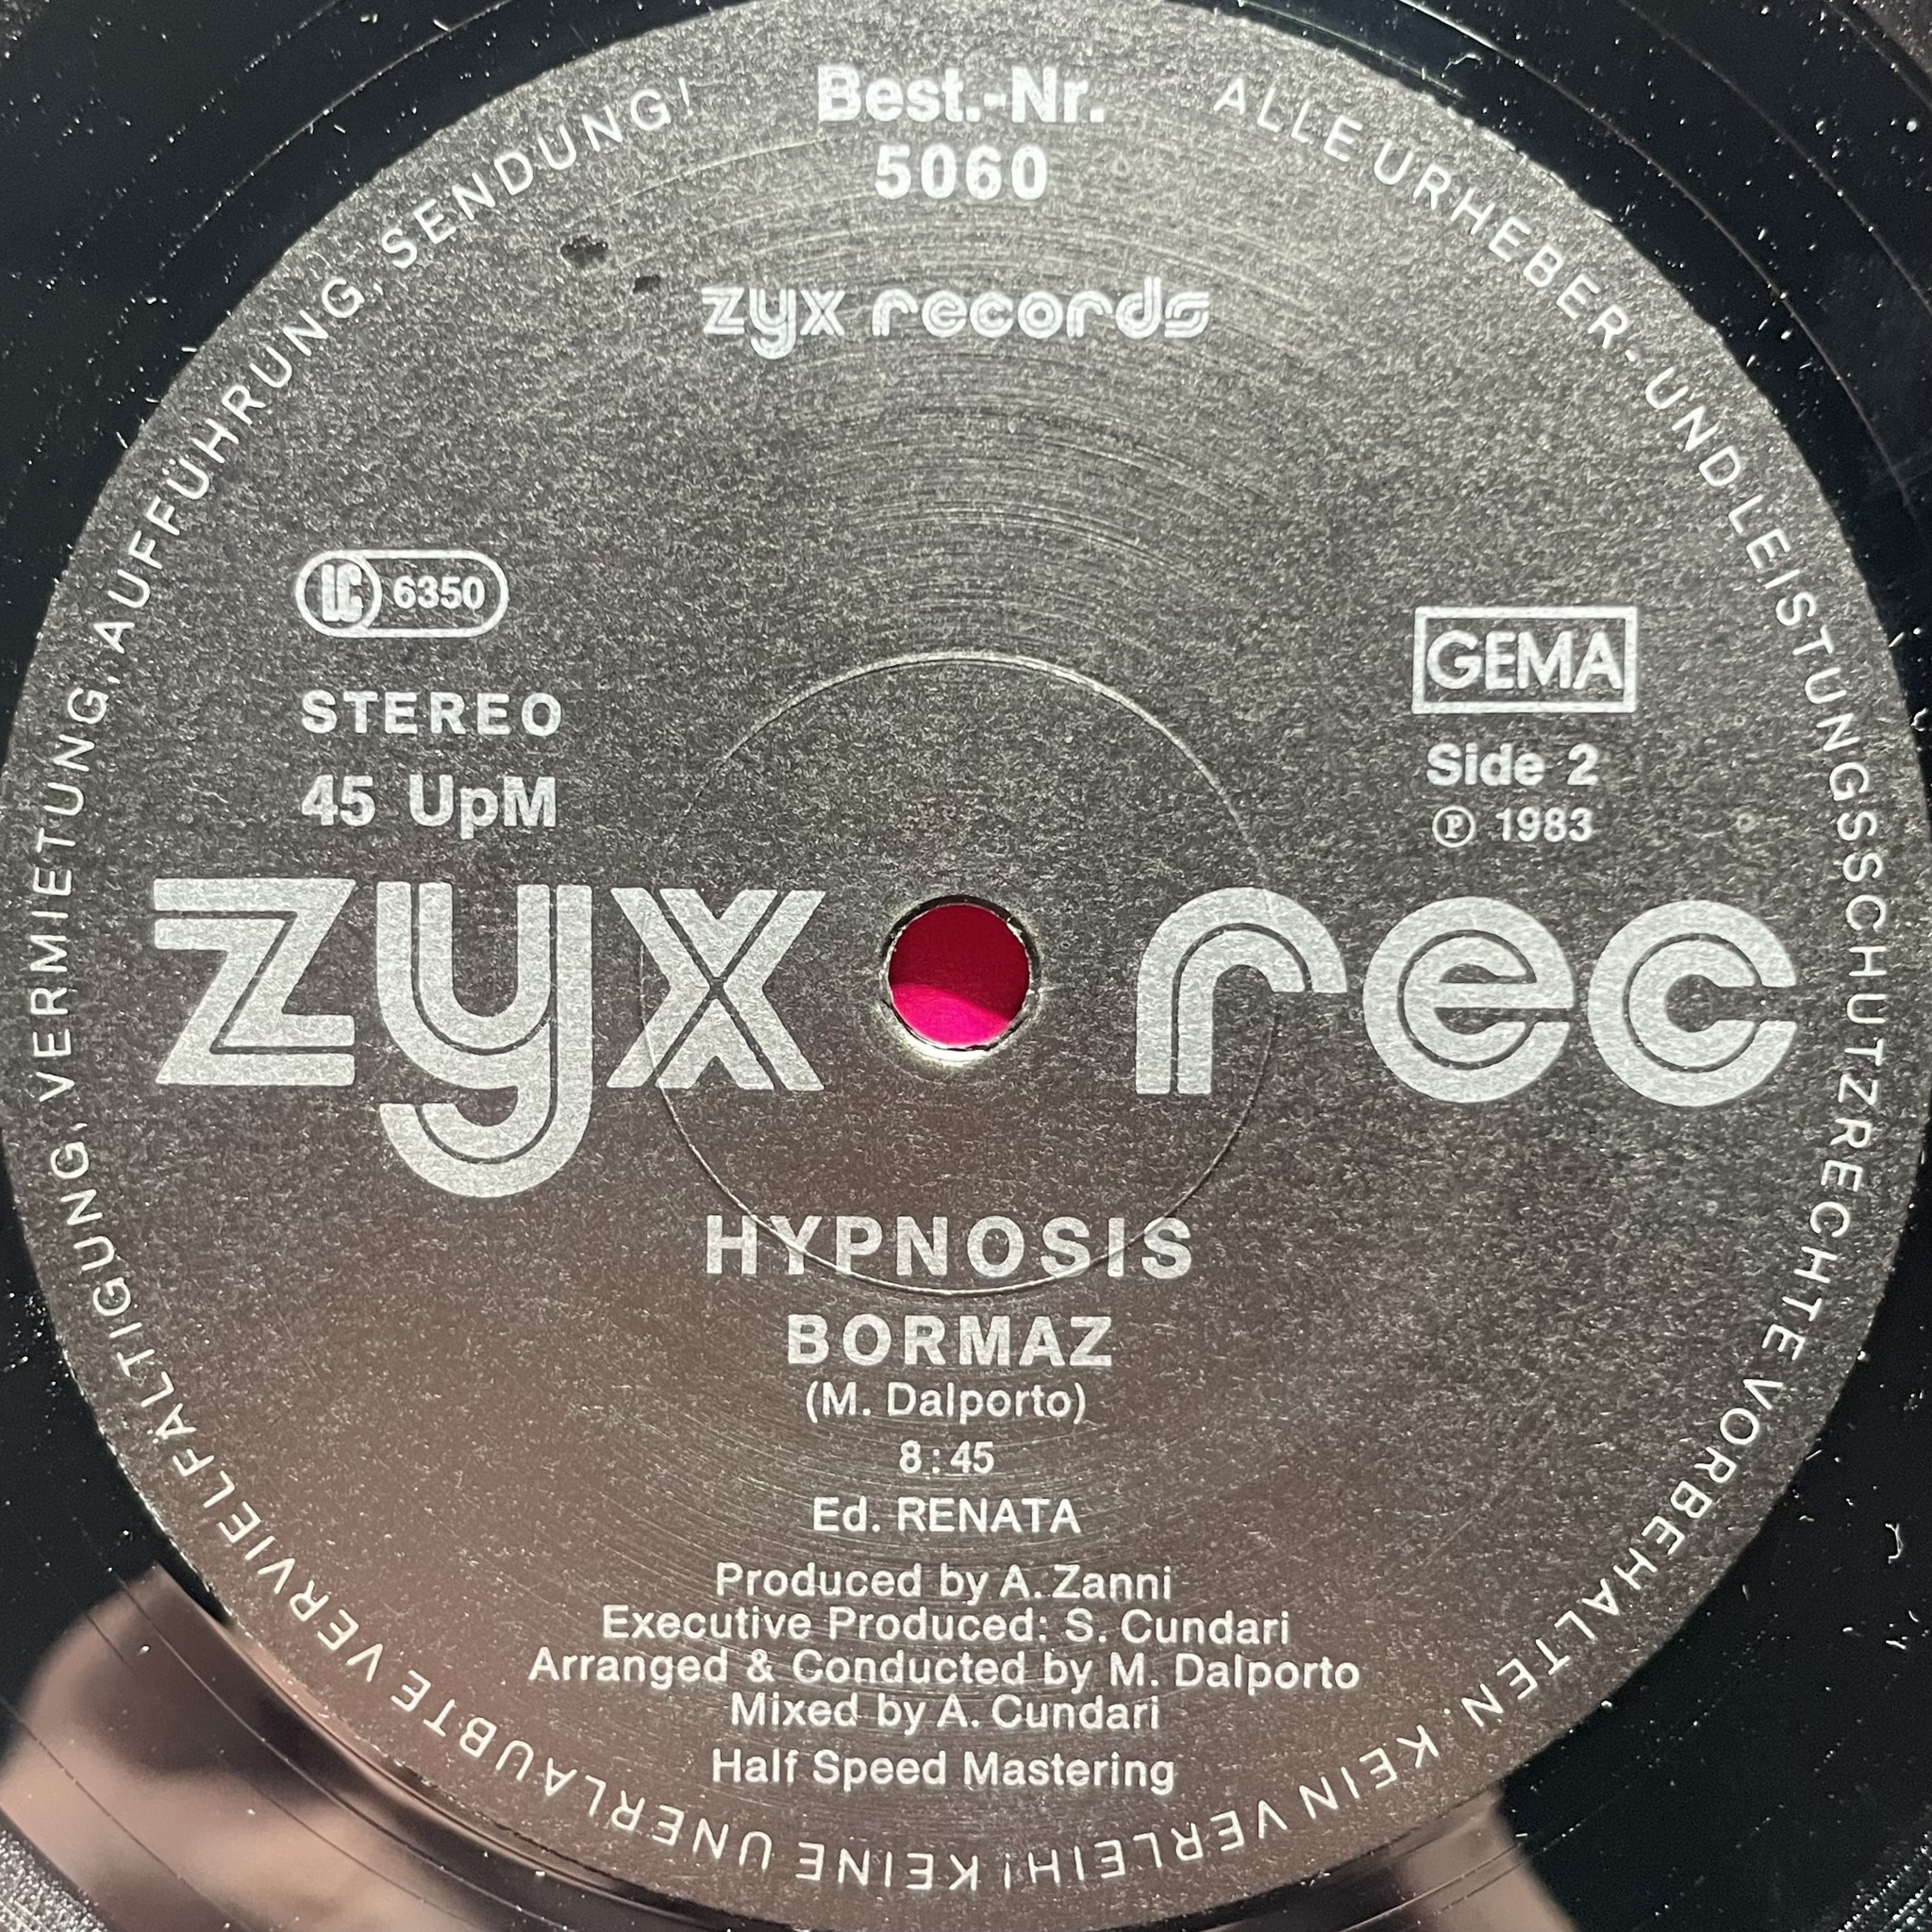 Best.-Nr.
5060
zyx records
LC 6350
STEREO
45 UpM
GEMA
Side 2
Ⓟ 1983
zyx rec
HYPNOSIS
BORMAZ
(M. Dalporto)
8:45
Ed. RENATA
Produced by A. Zanni
Executive Produced: S. Cundari
Arranged & Conducted by M. Dalporto
Mixed by A. Cundari
Half Speed Mastering
ALLE URHEBER- UND LEISTUNGSSCHUTZRECHTE VORBEHALTEN. KEIN VERLEIH! KEINE UNERLAUBTE VERVIELFÄLTIGUNG, VERMIETUNG, AUFFÜHRUNG, SENDUNG!